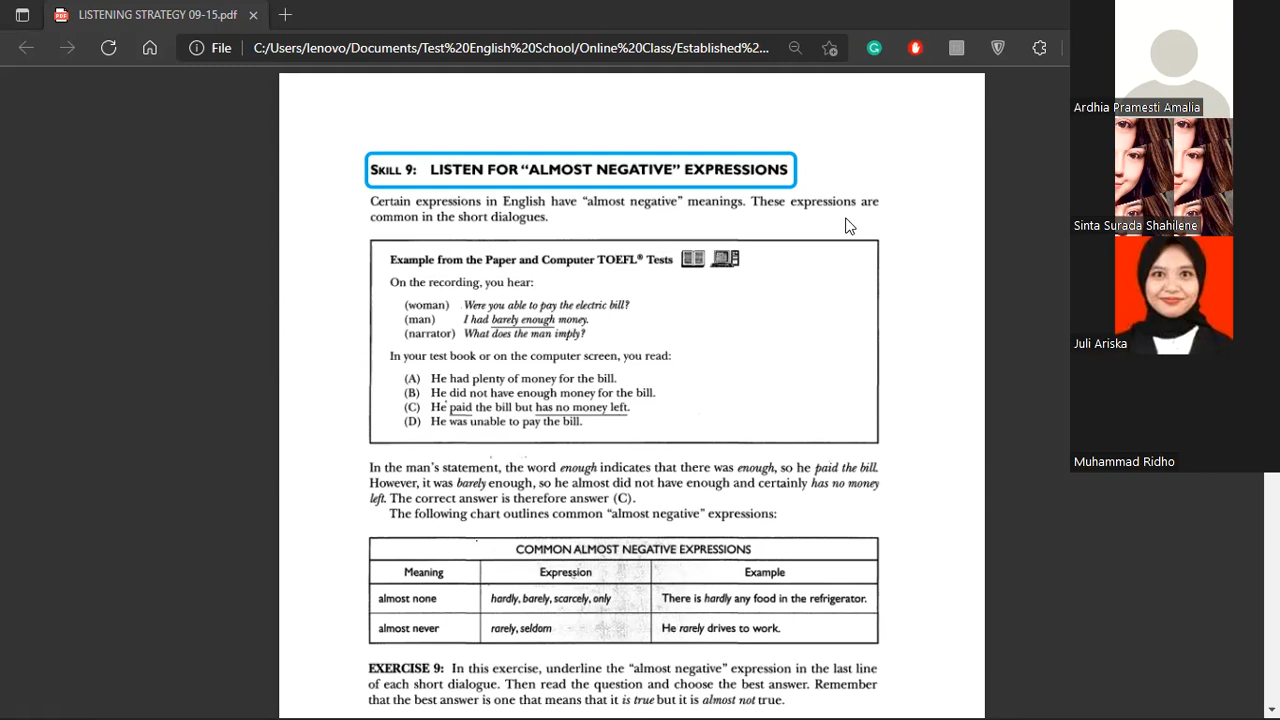 LISTENING STRATEGY 09-15.pdf
File
C:/Users/lenovo/Documents/Test%20English%20School/Online%20Class/Established%2...
SKILL 9: LISTEN FOR "ALMOST NEGATIVE" EXPRESSIONS
Certain expressions in English have "almost negative" meanings. These expressions are
common in the short dialogues.
Example from the Paper and Computer TOEFL® Tests
On the recording, you hear:
(woman) Were you able to pay the electric bill?
(man) I had barely enough money.
(narrator) What does the man imply?
In your test book or on the computer screen, you read:
(A) He had plenty of money for the bill.
(B) He did not have enough money for the bill.
(C) He paid the bill but has no money left.
(D) He was unable to pay the bill.
In the man's statement, the word enough indicates that there was enough, so he paid the bill.
However, it was barely enough, so he almost did not have enough and certainly has no money
left. The correct answer is therefore answer (C).
The following chart outlines common "almost negative" expressions:
COMMON ALMOST NEGATIVE EXPRESSIONS
Meaning Expression Example
almost none hardly, barely, scarcely, only There is hardly any food in the refrigerator.
almost never rarely, seldom He rarely drives to work.
EXERCISE 9: In this exercise, underline the "almost negative" expression in the last line
of each short dialogue. Then read the question and choose the best answer. Remember
that the best answer is one that means that it is true but it is almost not true.
Ardhia Pramesti Amalia
Sinta Surada Shahilene
Juli Ariska
Muhammad Ridho